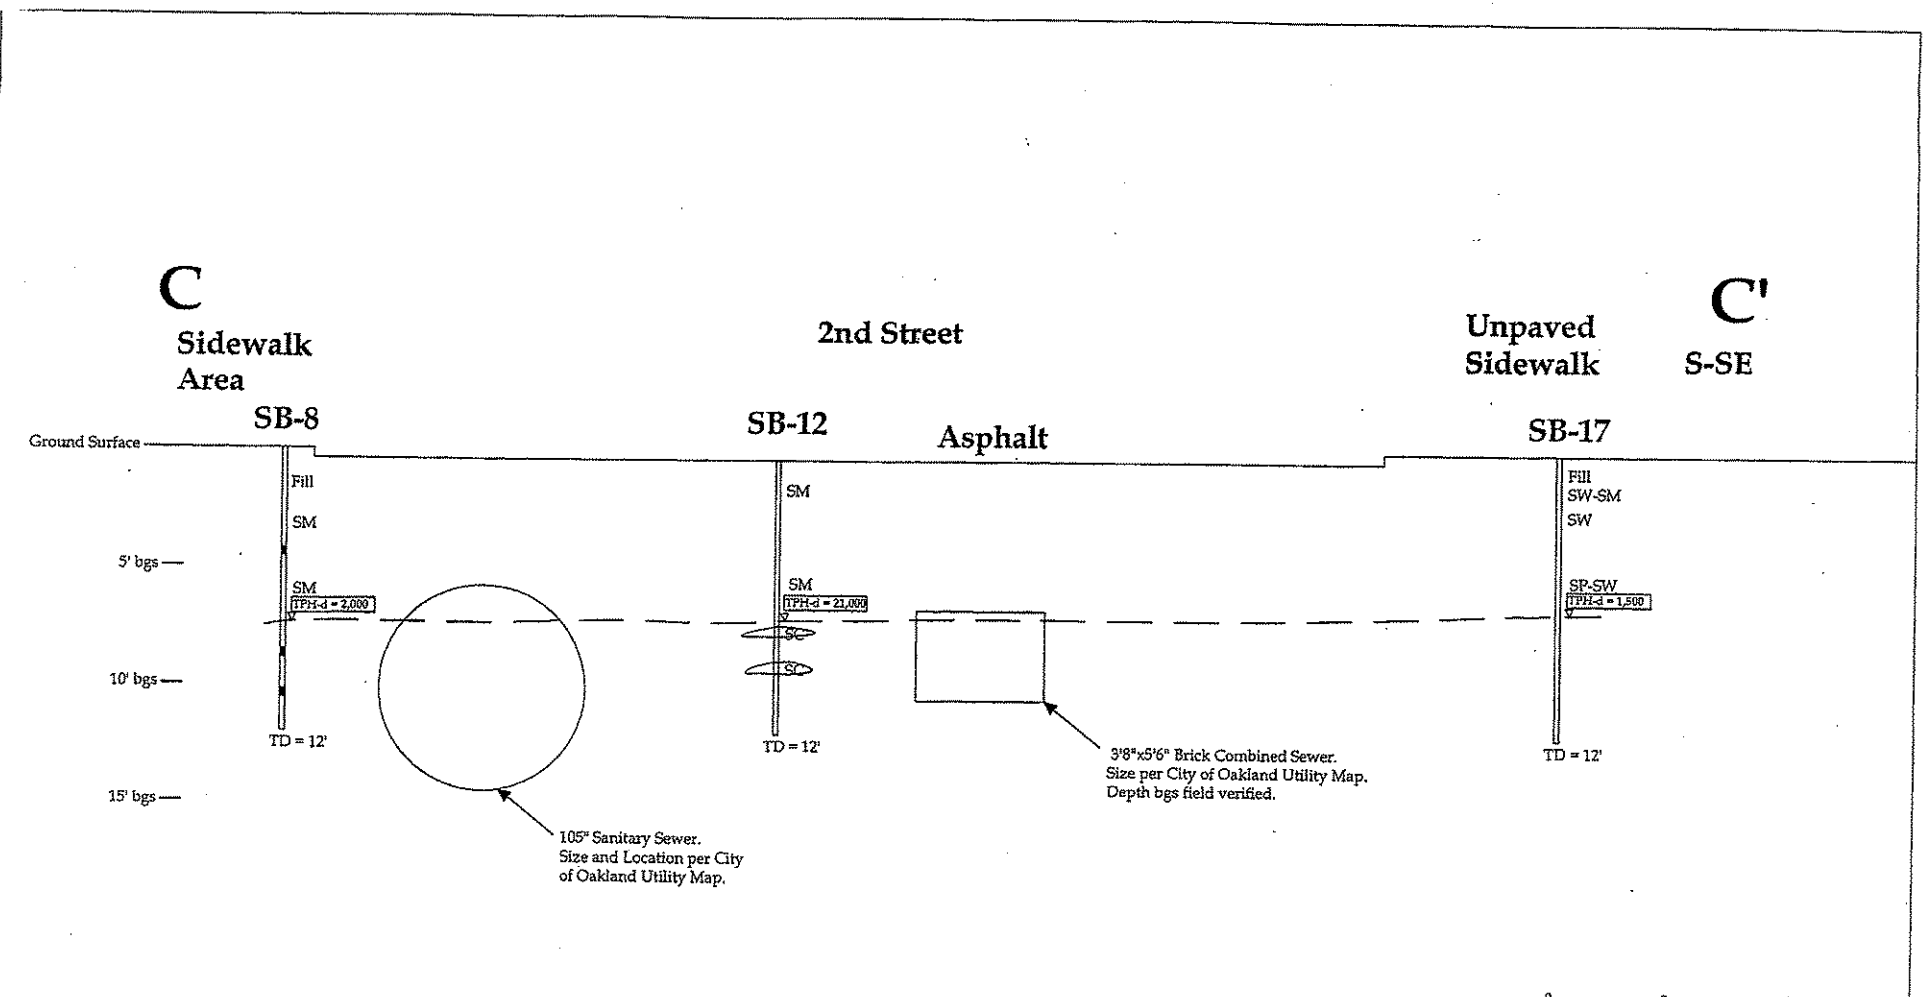 C
C'
Sidewalk
Area
2nd Street
Unpaved
Sidewalk
S-SE
SB-8
SB-12
Asphalt
SB-17
Ground Surface
Fill
SM
SM
TPH-d = 2,000
SM
SM
TPH-d = 21,000
SC
SC
Fill
SW-SM
SW
SP-SW
TPH-d = 1,500
5' bgs
10' bgs
15' bgs
TD = 12'
TD = 12'
TD = 12'
3'8"x5'6" Brick Combined Sewer.
Size per City of Oakland Utility Map.
Depth bgs field verified.
105" Sanitary Sewer.
Size and Location per City
of Oakland Utility Map.